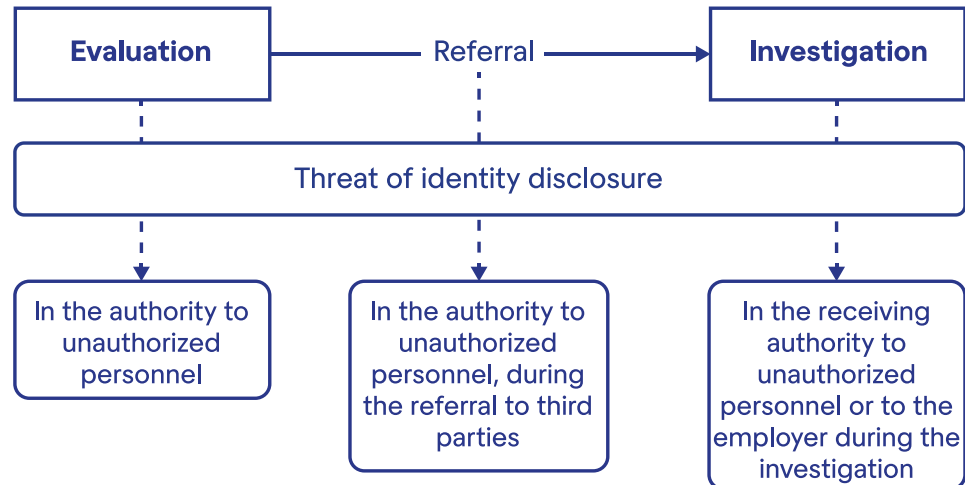 Evaluation
Referral
Investigation
Threat of identity disclosure
In the authority to
unauthorized
personnel
In the authority to
unauthorized
personnel, during
the referral to third
parties
In the receiving
authority to
unauthorized
personnel or to the
employer during the
investigation